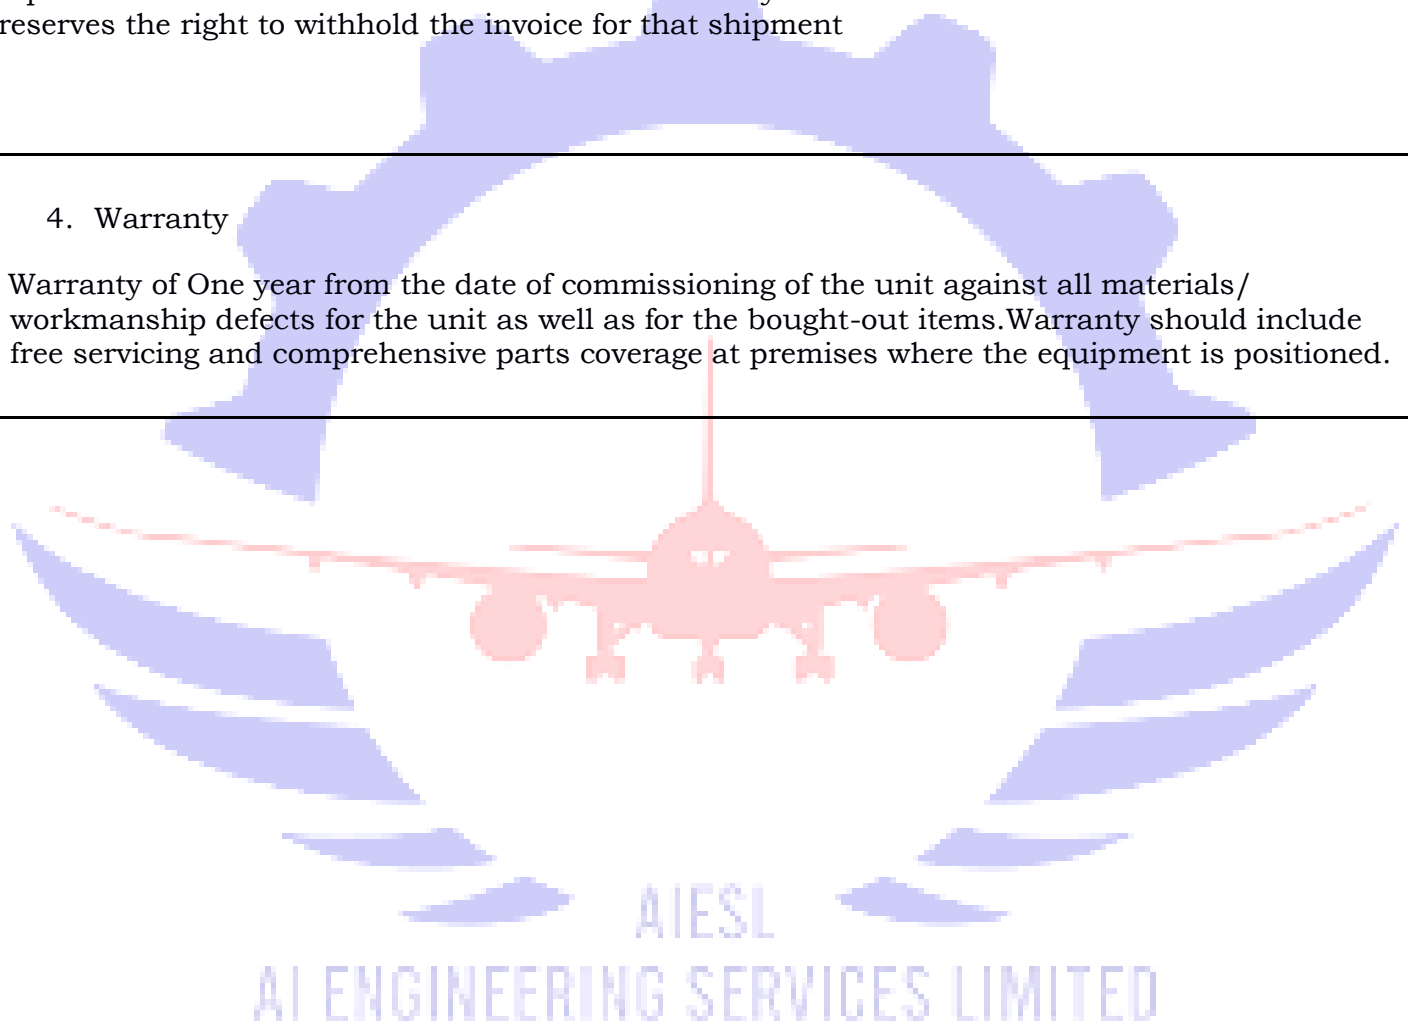 reserves the right to withhold the invoice for that shipment
4. Warranty
Warranty of One year from the date of commissioning of the unit against all materials/
workmanship defects for the unit as well as for the bought-out items.Warranty should include
free servicing and comprehensive parts coverage at premises where the equipment is positioned.
AIESL
AI ENGINEERING SERVICES LIMITED